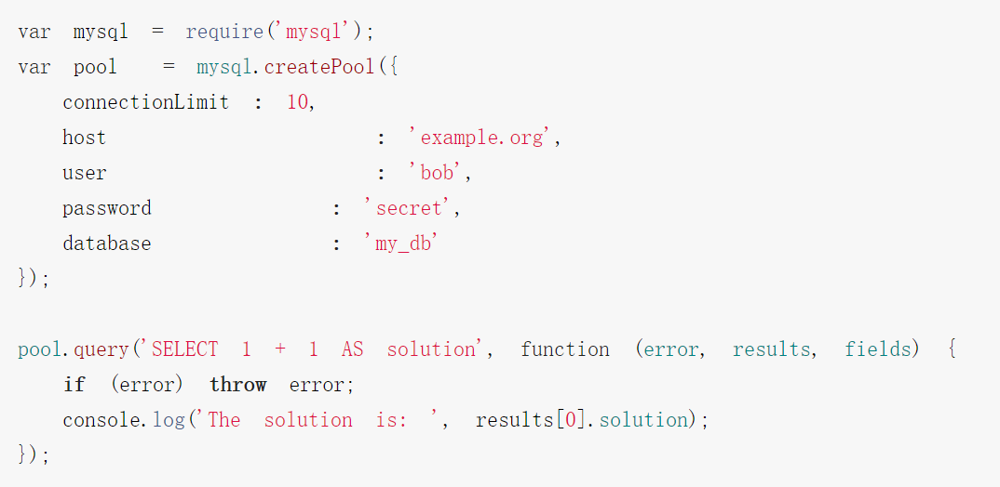 var mysql = require('mysql');
var pool = mysql.createPool({
connectionLimit : 10,
host : 'example.org',
user : 'bob',
password : 'secret',
database : 'my_db'
});
pool.query('SELECT 1 + 1 AS solution', function (error, results, fields) {
if (error) throw error;
console.log('The solution is: ', results[0].solution);
});